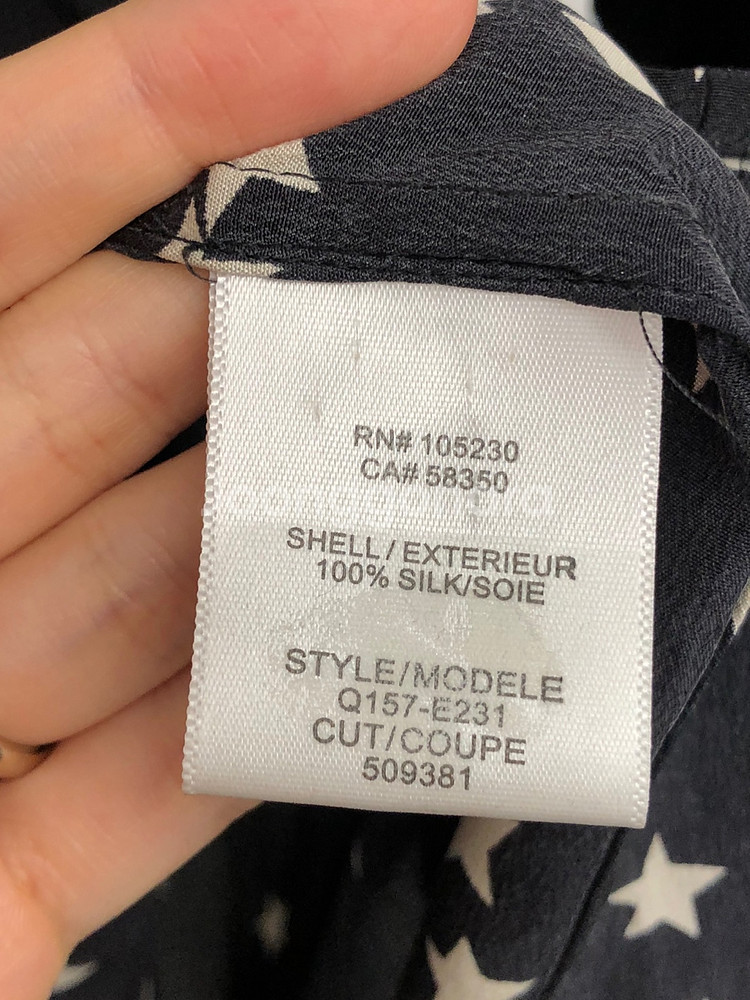 RN# 105230
CA# 58350
SHELL/EXTERIEUR
100% SILK/SOIE
STYLE/MODELE
Q157-E231
CUT/COUPE
509381